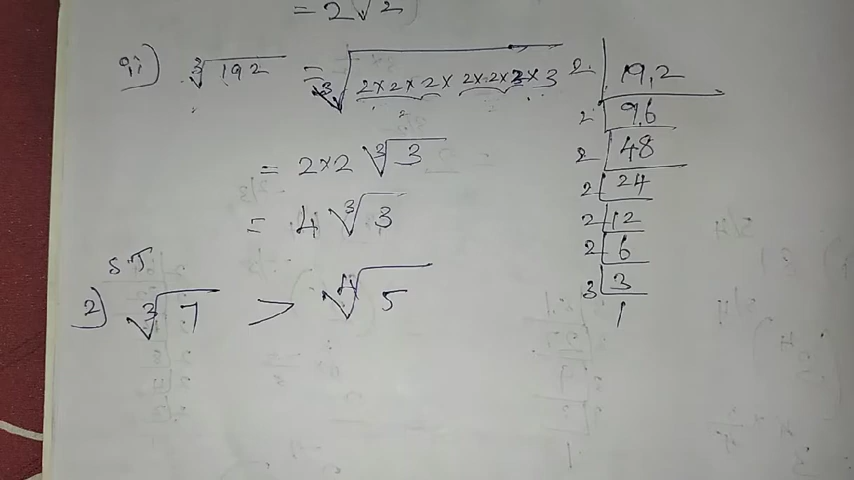 = 2√2
ii) ∛192 = ∛2×2×2×2×2×2×3
= 2×2 ∛3
= 4 ∛3
S.T
2) ∛7 > ∜5
2 | 192
2 | 96
2 | 48
2 | 24
2 | 12
2 | 6
3 | 3
1